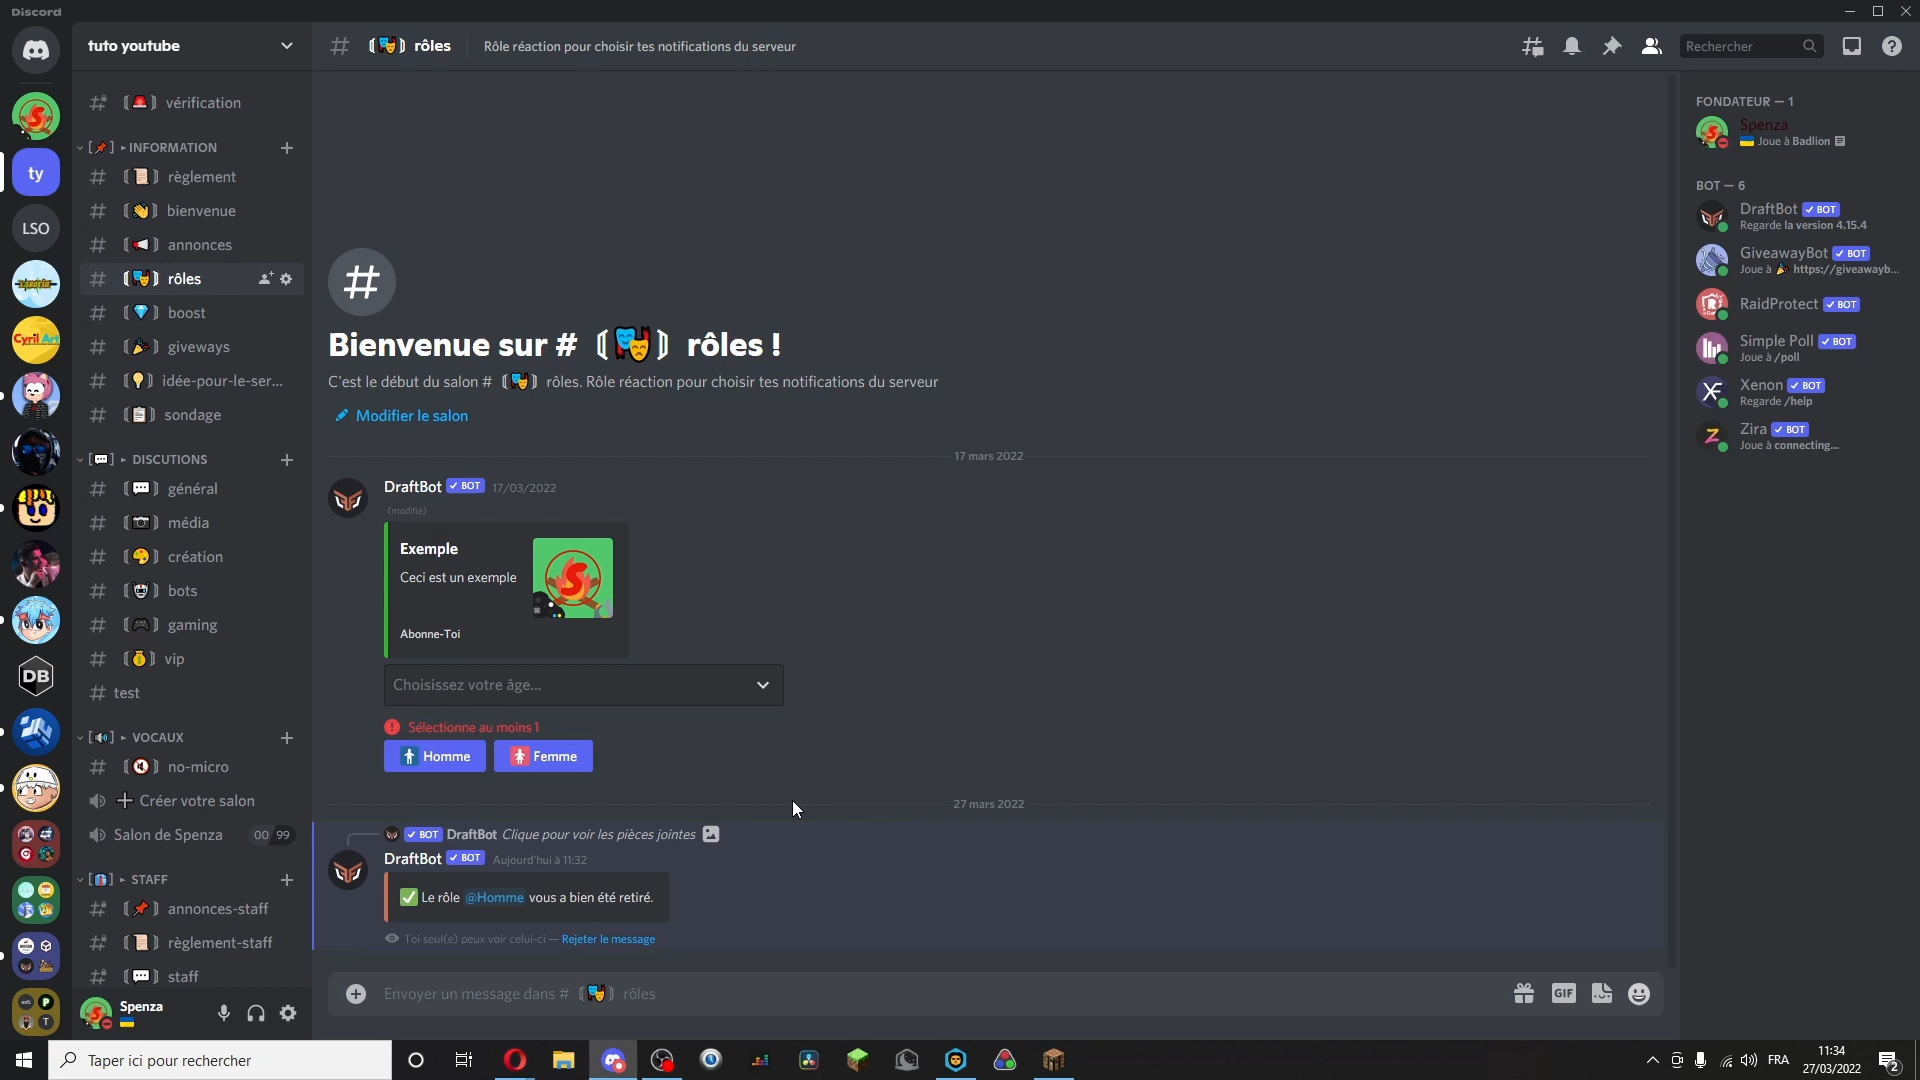 Discord
tuto youtube
rôles
Rôle réaction pour choisir tes notifications du serveur
Rechercher
vérification
INFORMATION
règlement
bienvenue
annonces
rôles
boost
giveways
idée-pour-le-ser...
sondage
DISCUTIONS
général
média
création
bots
gaming
vip
test
VOCAUX
no-micro
Créer votre salon
Salon de Spenza 00 99
STAFF
annonces-staff
règlement-staff
staff
Spenza
ty
LSO
Cyril Art
DB
Bienvenue sur # rôles !
C'est le début du salon # rôles. Rôle réaction pour choisir tes notifications du serveur
Modifier le salon
17 mars 2022
DraftBot BOT 17/03/2022
(modifié)
Exemple
Ceci est un exemple
Abonne-Toi
Choisissez votre âge...
Sélectionne au moins 1
Homme Femme
27 mars 2022
BOT DraftBot Clique pour voir les pièces jointes
DraftBot BOT Aujourd'hui à 11:32
Le rôle @Homme vous a bien été retiré.
Toi seul(e) peux voir celui-ci — Rejeter le message
Envoyer un message dans # rôles
GIF
FONDATEUR — 1
Spenza
Joue à Badlion
BOT — 6
DraftBot BOT
Regarde la version 4.15.4
GiveawayBot BOT
Joue à https://giveawayb...
RaidProtect BOT
Simple Poll BOT
Joue à /poll
Xenon BOT
Regarde /help
Zira BOT
Joue à connecting...
Taper ici pour rechercher
FRA
11:34
27/03/2022
2